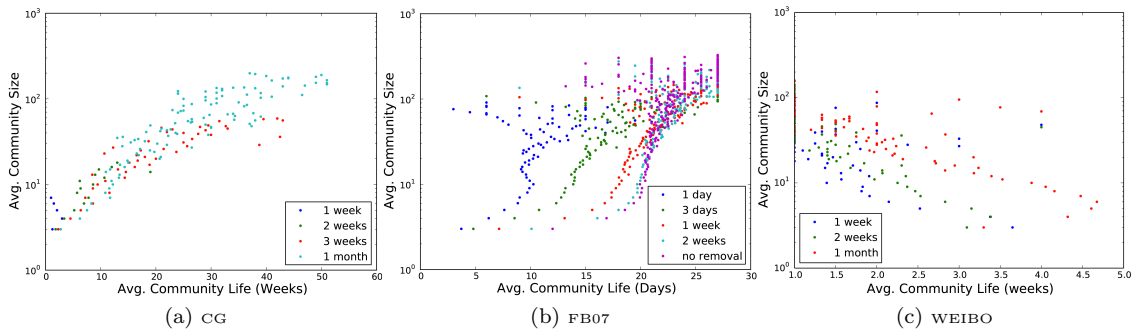 10^3
10^2
10^1
10^0
Avg. Community Size
0 10 20 30 40 50 60
Avg. Community Life (Weeks)
1 week
2 weeks
3 weeks
1 month
(a) CG
10^3
10^2
10^1
10^0
Avg. Community Size
0 5 10 15 20 25 30
Avg. Community Life (Days)
1 day
3 days
1 week
2 weeks
no removal
(b) FB07
10^3
10^2
10^1
10^0
Avg. Community Size
1.0 1.5 2.0 2.5 3.0 3.5 4.0 4.5 5.0
Avg. Community Life (weeks)
1 week
2 weeks
1 month
(c) WEIBO